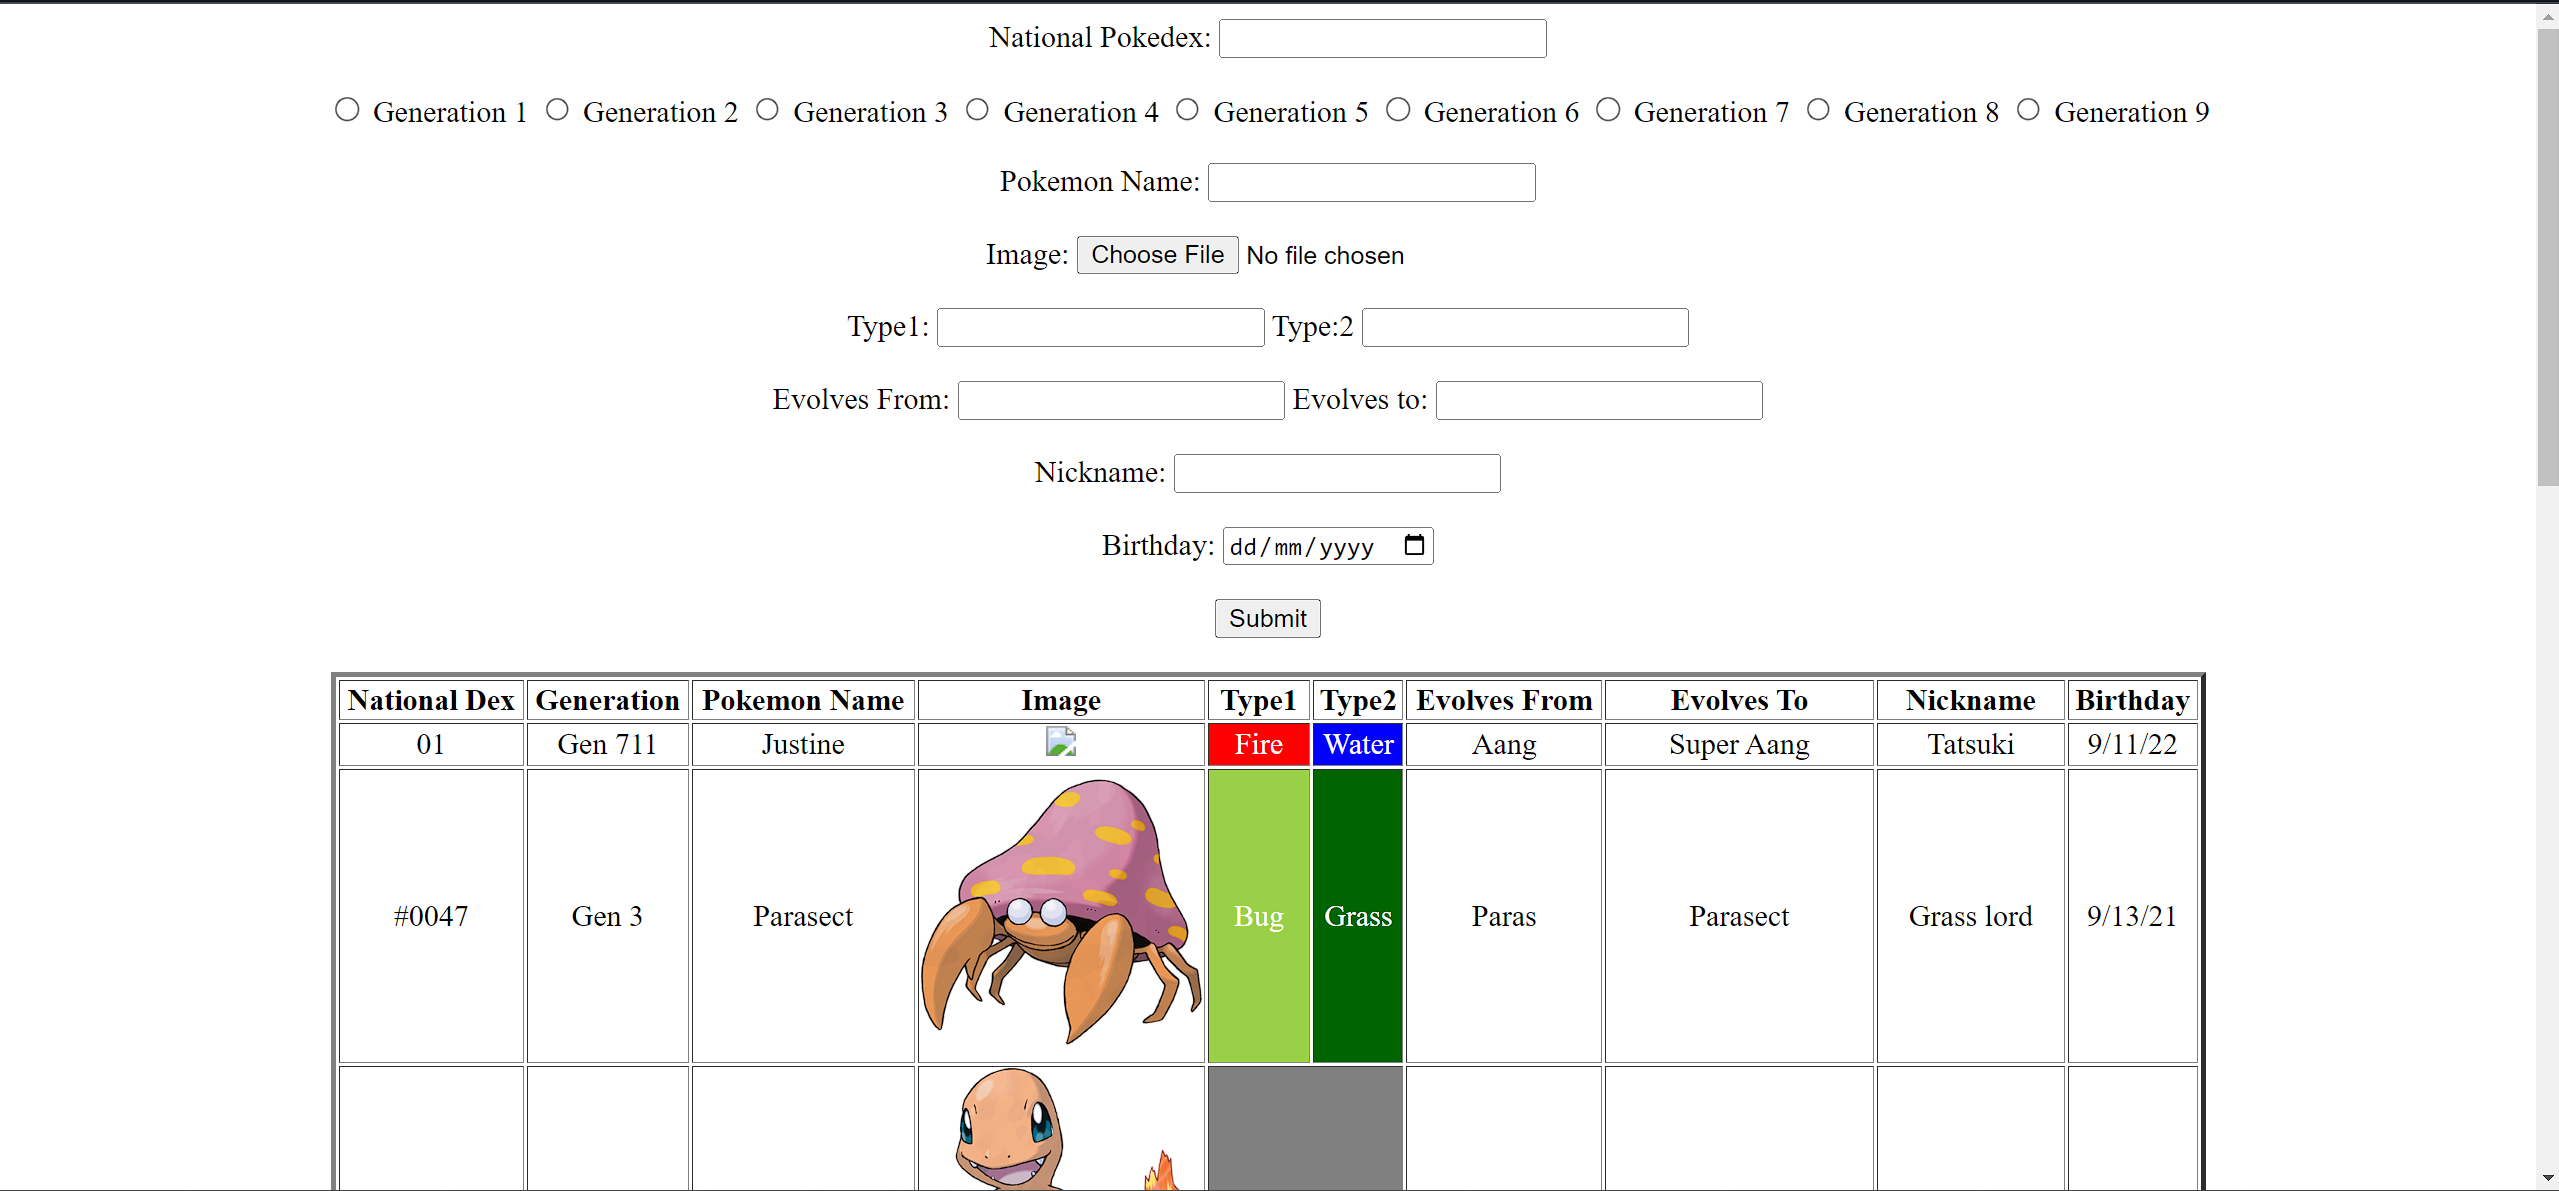 National Pokedex:
Generation 1 Generation 2 Generation 3 Generation 4 Generation 5 Generation 6 Generation 7 Generation 8 Generation 9
Pokemon Name:
Image: Choose File No file chosen
Type1: Type:2
Evolves From: Evolves to:
Nickname:
Birthday: dd/mm/yyyy
Submit
National Dex Generation Pokemon Name Image Type1 Type2 Evolves From Evolves To Nickname Birthday
01 Gen 711 Justine Fire Water Aang Super Aang Tatsuki 9/11/22
#0047 Gen 3 Parasect Bug Grass Paras Parasect Grass lord 9/13/21